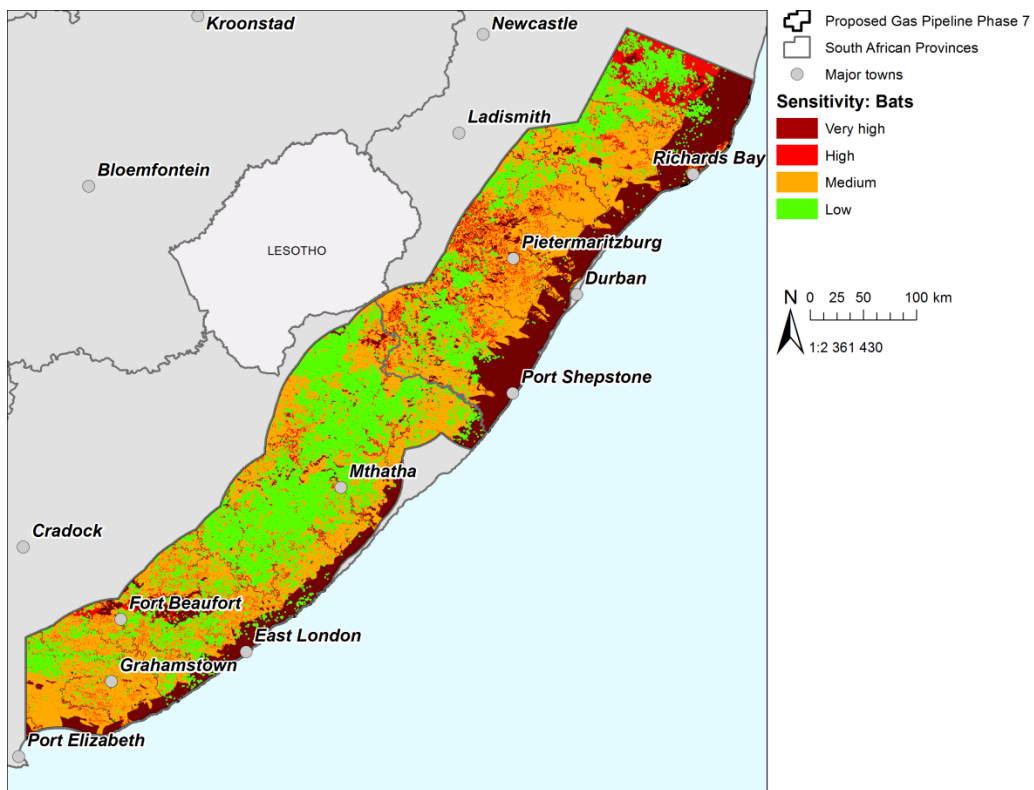 Kroonstad
Newcastle
Ladismith
Bloemfontein
Richards Bay
LESOTHO
Pietermaritzburg
Durban
Port Shepstone
Mthatha
Cradock
Fort Beaufort
East London
Grahamstown
Port Elizabeth
Proposed Gas Pipeline Phase 7
South African Provinces
Major towns
Sensitivity: Bats
Very high
High
Medium
Low
N
0 25 50 100 km
1:2 361 430